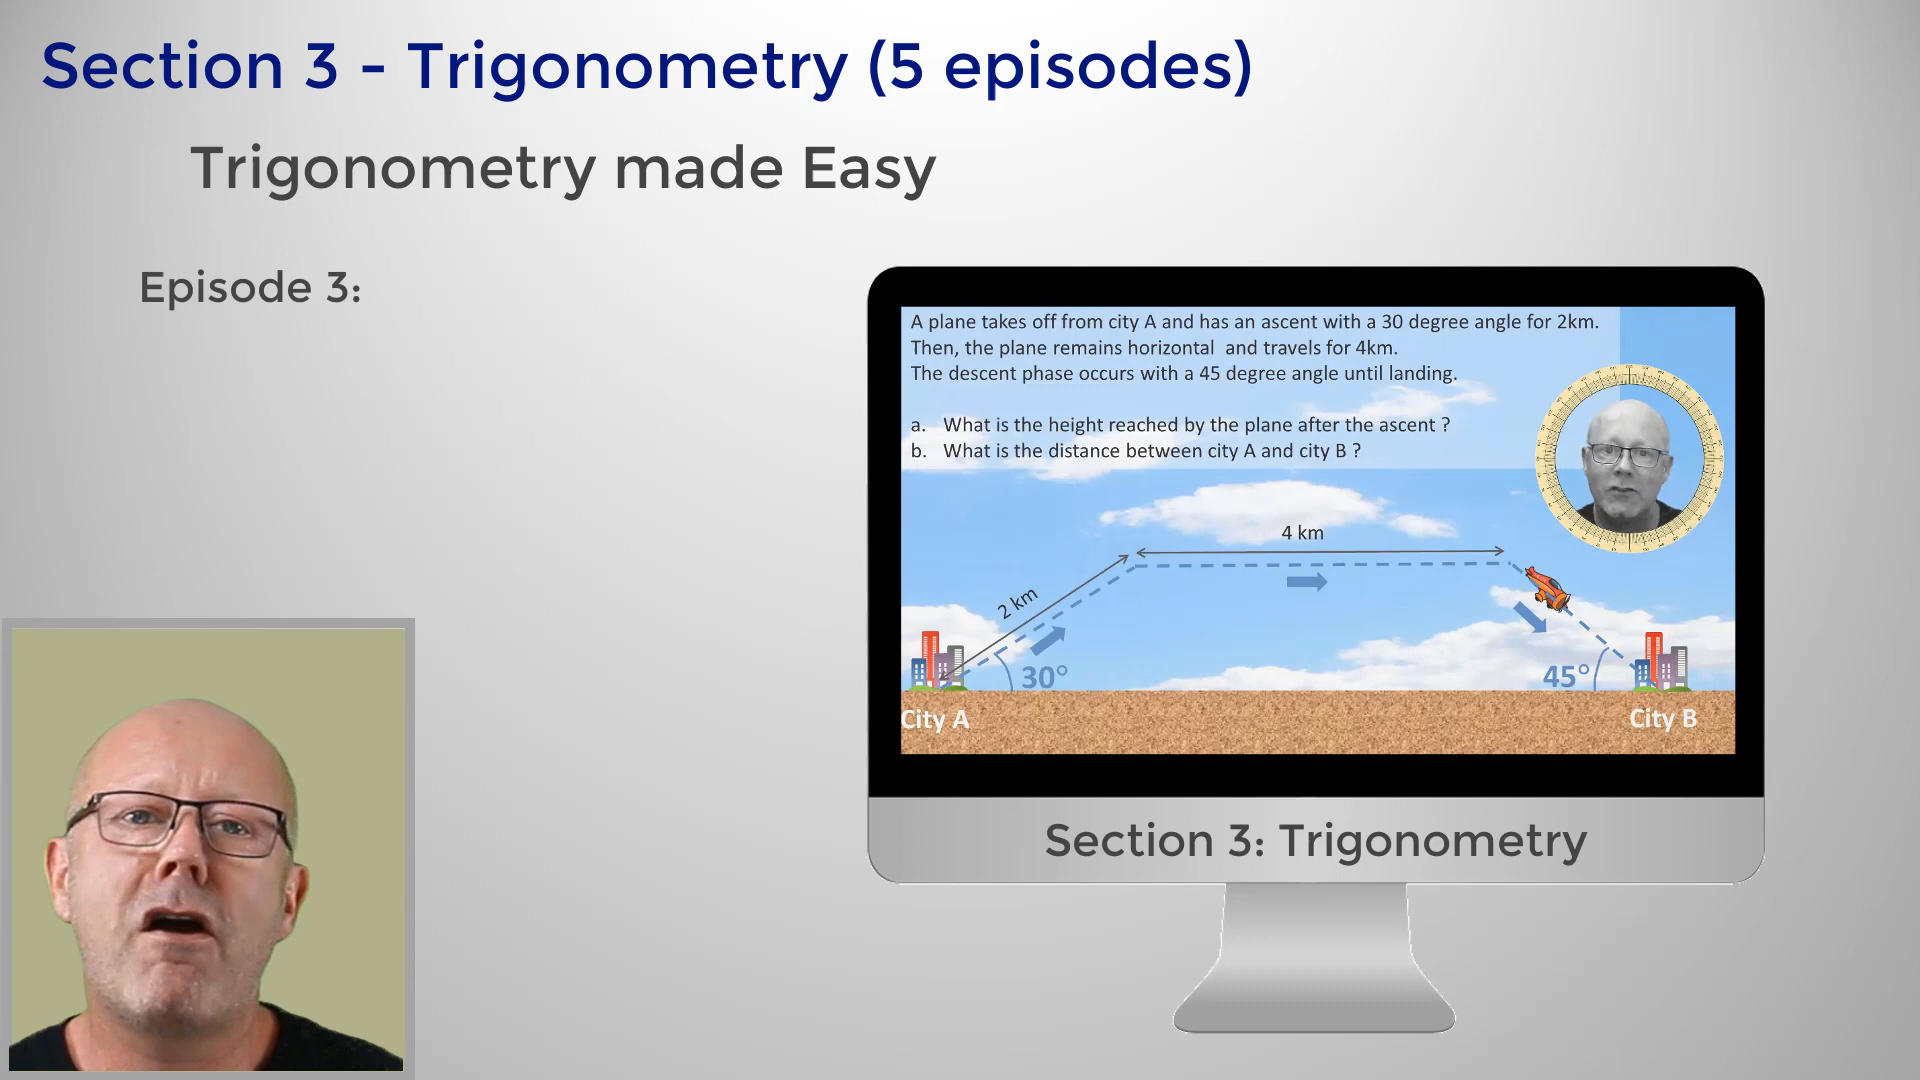 Section 3 - Trigonometry (5 episodes)
Trigonometry made Easy
Episode 3:
A plane takes off from city A and has an ascent with a 30 degree angle for 2km.
Then, the plane remains horizontal and travels for 4km.
The descent phase occurs with a 45 degree angle until landing.
a. What is the height reached by the plane after the ascent ?
b. What is the distance between city A and city B ?
4 km
2 km
30°
45°
City A
City B
Section 3: Trigonometry